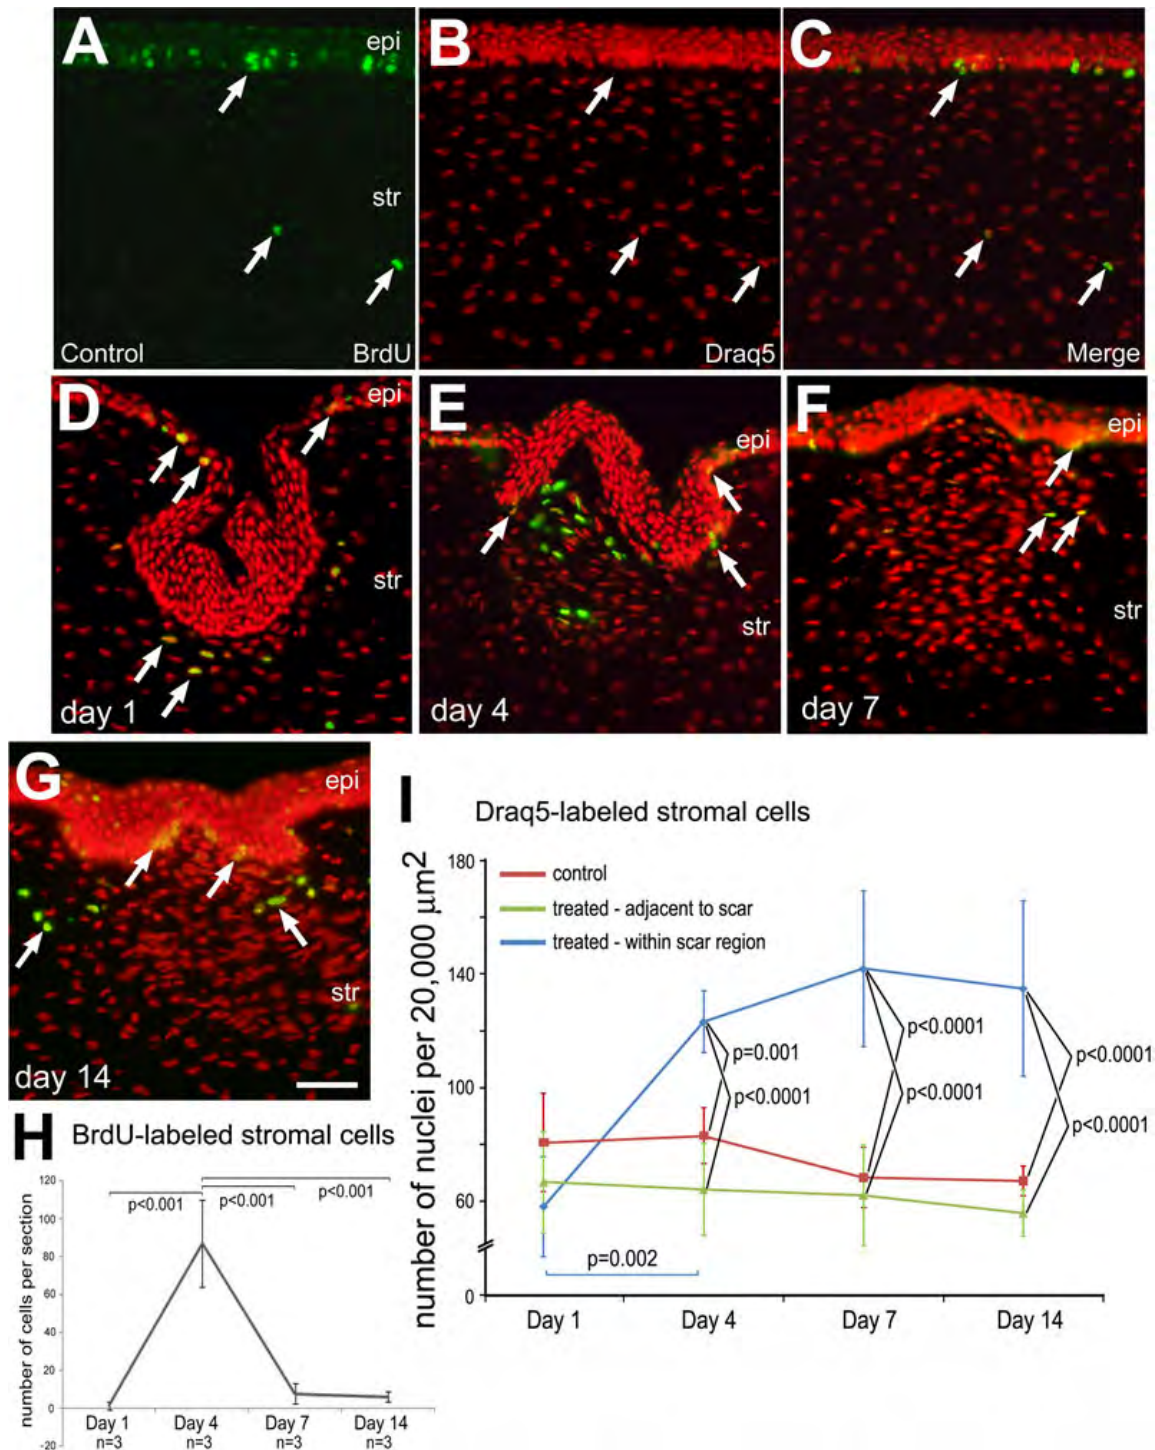 A
epi
str
Control
BrdU
B
Draq5
C
Merge
D
epi
str
day 1
E
epi
str
day 4
F
epi
str
day 7
G
epi
str
day 14
H
BrdU-labeled stromal cells
number of cells per section
120
100
80
60
40
20
0
-20
p<0.001
p<0.001
p<0.001
Day 1
n=3
Day 4
n=3
Day 7
n=3
Day 14
n=3
I
Draq5-labeled stromal cells
number of nuclei per 20,000 µm2
180
140
100
60
0
control
treated - adjacent to scar
treated - within scar region
p=0.001
p<0.0001
p<0.0001
p<0.0001
p<0.0001
p<0.0001
p=0.002
Day 1
Day 4
Day 7
Day 14